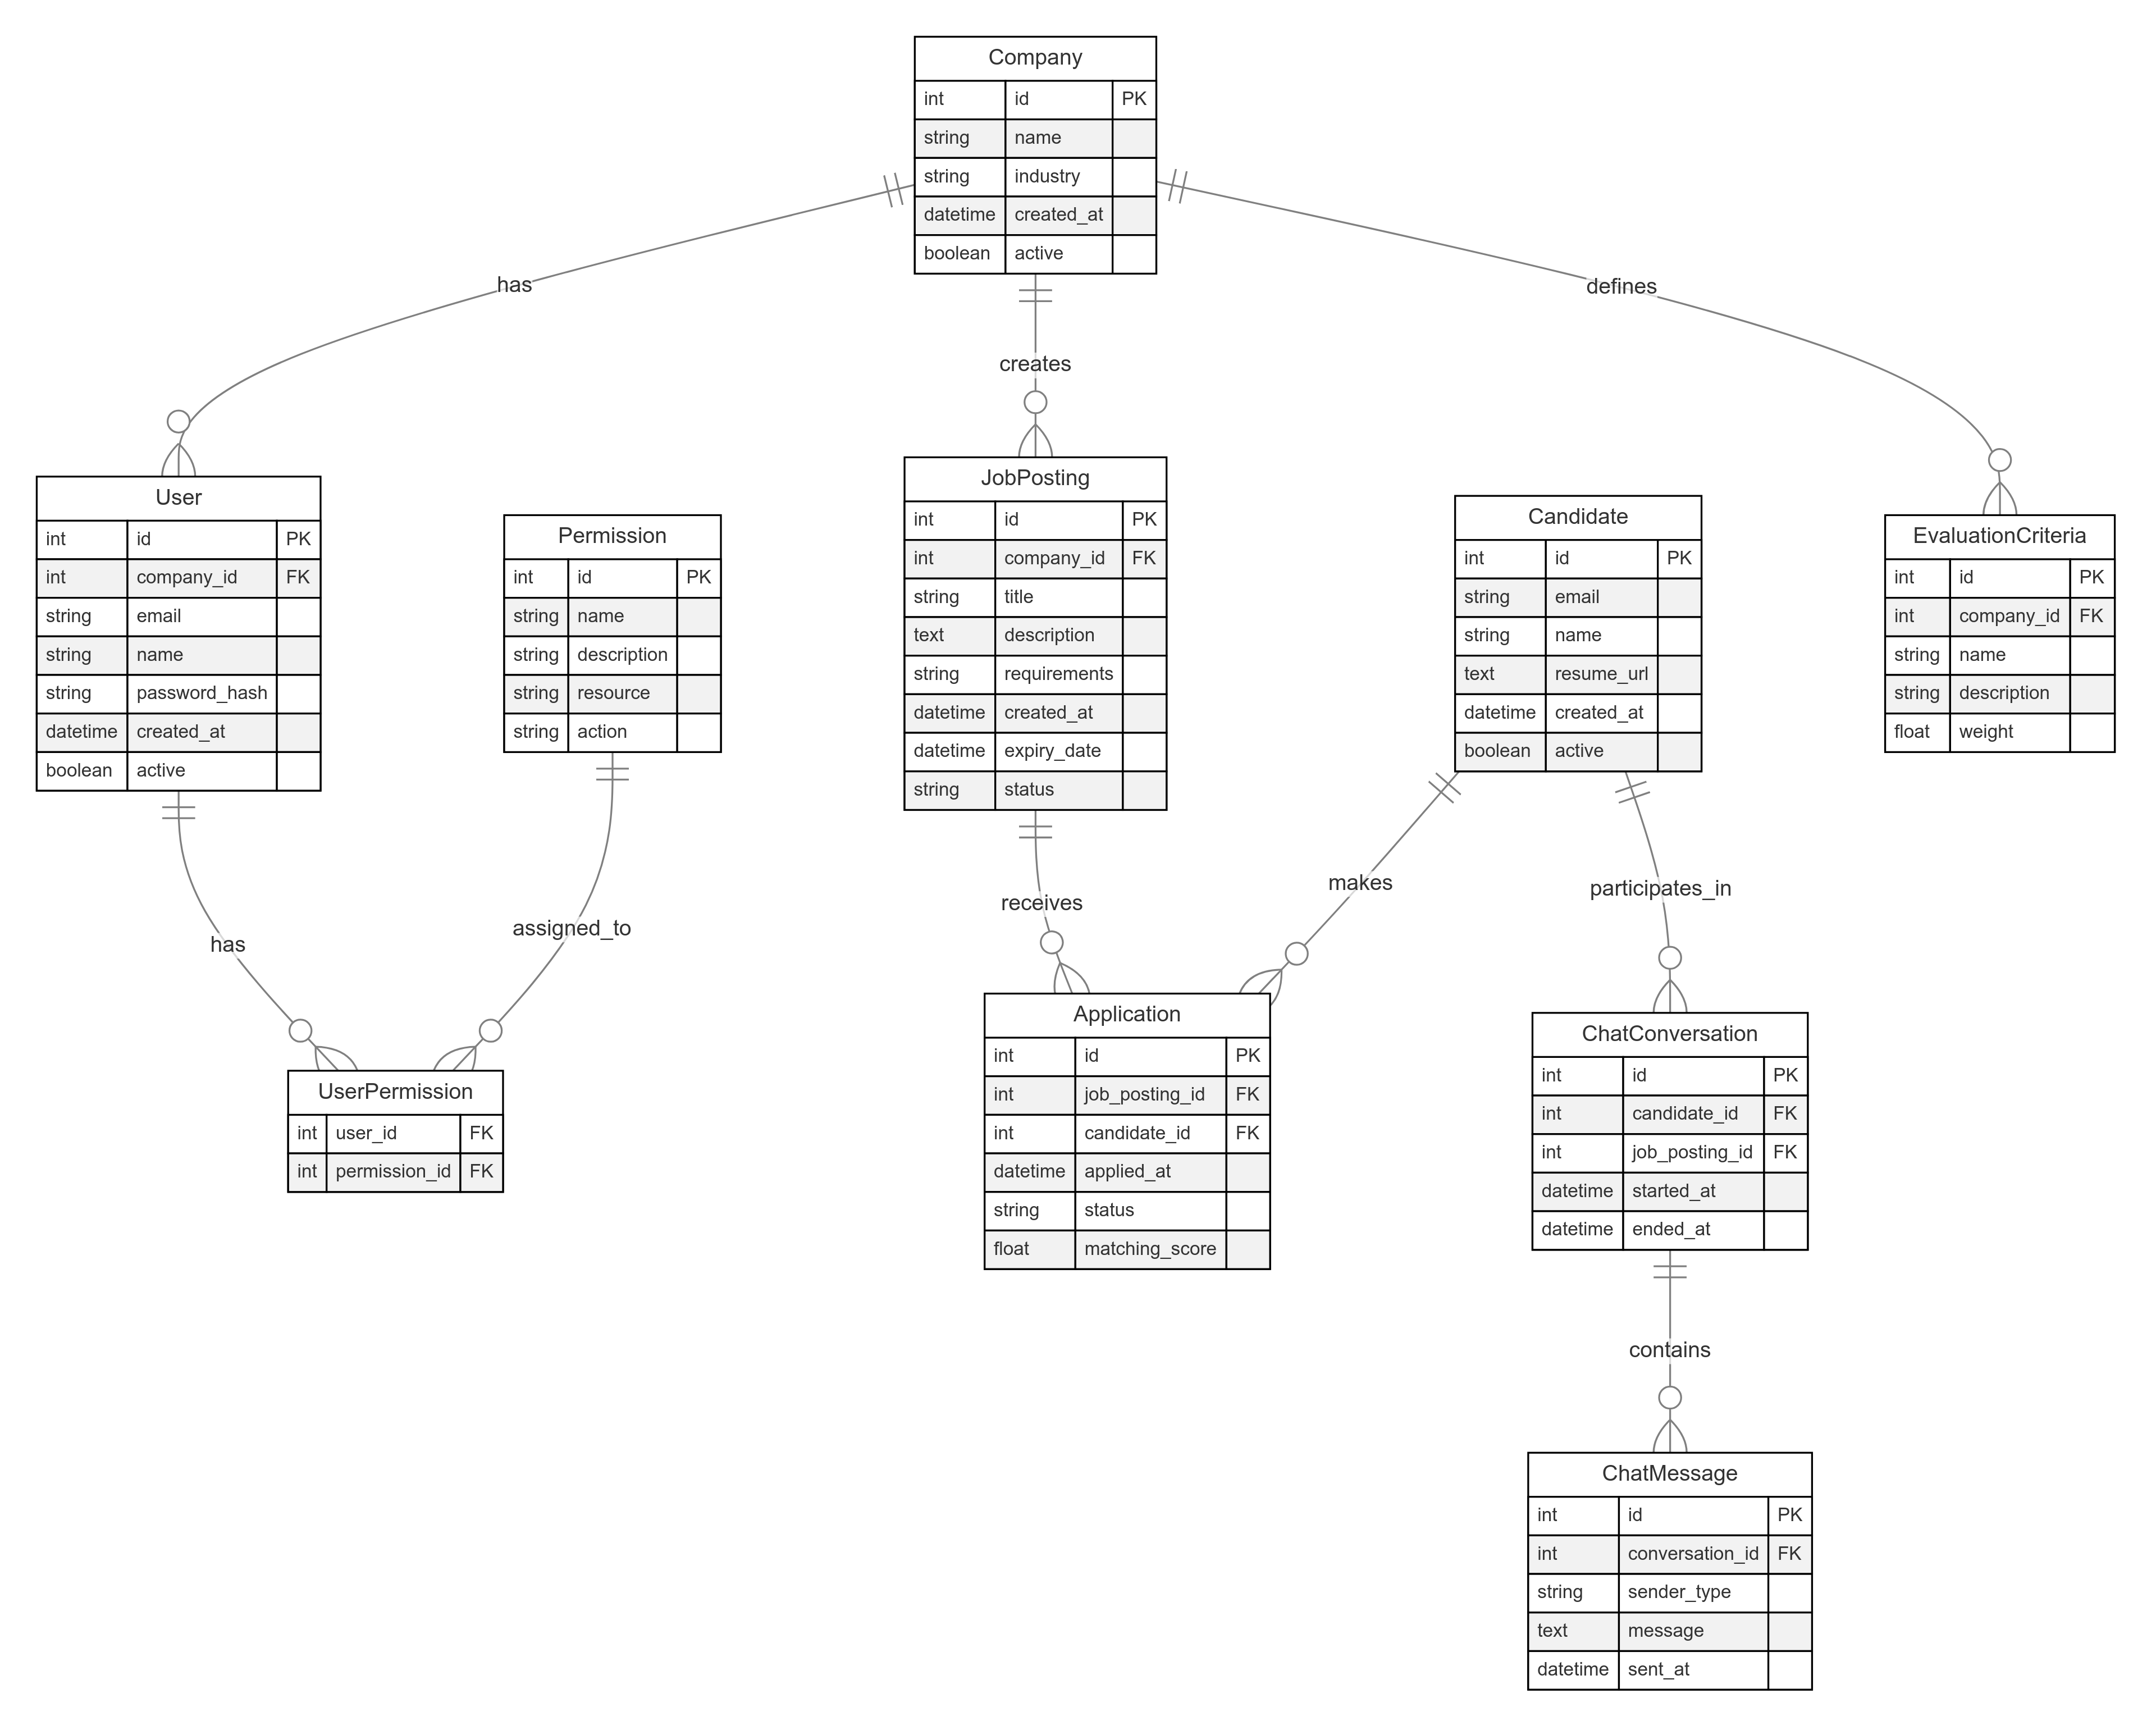 Company
int id PK
string name
string industry
datetime created_at
boolean active
has
creates
defines
User
int id PK
int company_id FK
string email
string name
string password_hash
datetime created_at
boolean active
Permission
int id PK
string name
string description
string resource
string action
JobPosting
int id PK
int company_id FK
string title
text description
string requirements
datetime created_at
datetime expiry_date
string status
Candidate
int id PK
string email
string name
text resume_url
datetime created_at
boolean active
EvaluationCriteria
int id PK
int company_id FK
string name
string description
float weight
has
assigned_to
receives
makes
participates_in
UserPermission
int user_id FK
int permission_id FK
Application
int id PK
int job_posting_id FK
int candidate_id FK
datetime applied_at
string status
float matching_score
ChatConversation
int id PK
int candidate_id FK
int job_posting_id FK
datetime started_at
datetime ended_at
contains
ChatMessage
int id PK
int conversation_id FK
string sender_type
text message
datetime sent_at